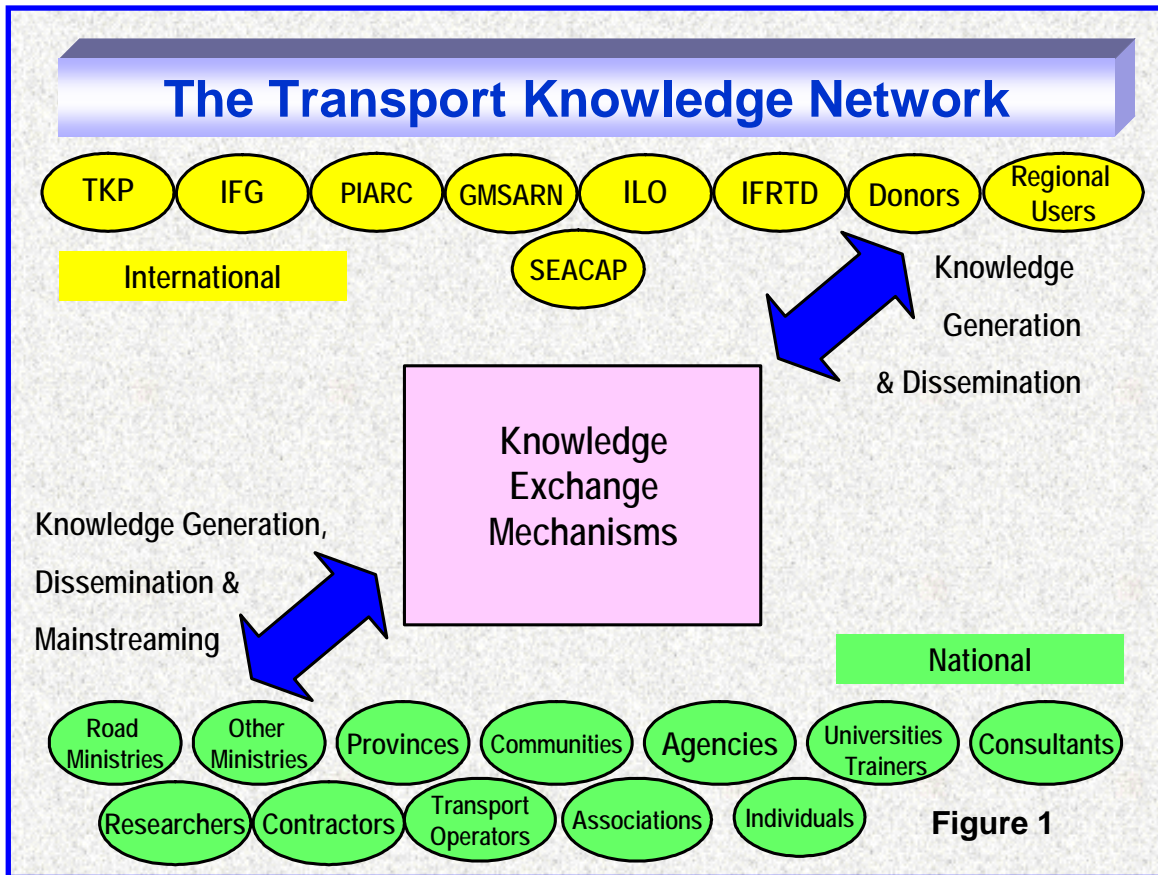 The Transport Knowledge Network
TKP
IFG
PIARC
GMSARN
ILO
IFRTD
Donors
Regional
Users
SEACAP
International
Knowledge
Generation
& Dissemination
Knowledge
Exchange
Mechanisms
Knowledge Generation,
Dissemination &
Mainstreaming
National
Road
Ministries
Other
Ministries
Provinces
Communities
Agencies
Universities
Trainers
Consultants
Researchers
Contractors
Transport
Operators
Associations
Individuals
Figure 1